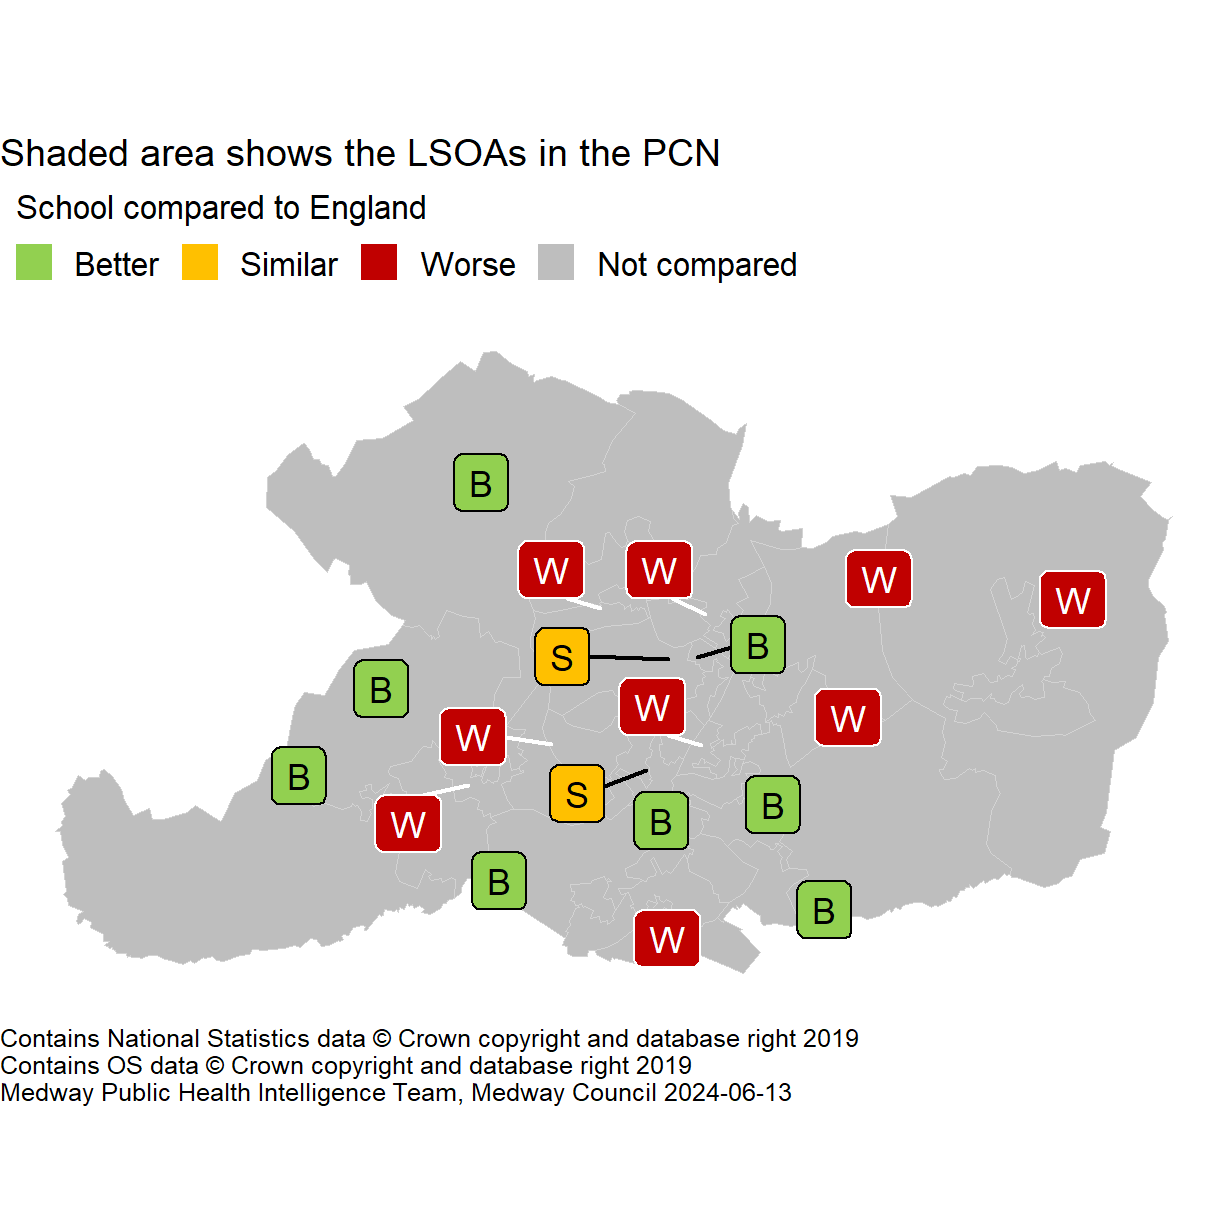 Shaded area shows the LSOAs in the PCN
School compared to England
Better Similar Worse Not compared
B
W W W W
S B
B W W
W
B S B B
W
B B
W
Contains National Statistics data © Crown copyright and database right 2019
Contains OS data © Crown copyright and database right 2019
Medway Public Health Intelligence Team, Medway Council 2024-06-13